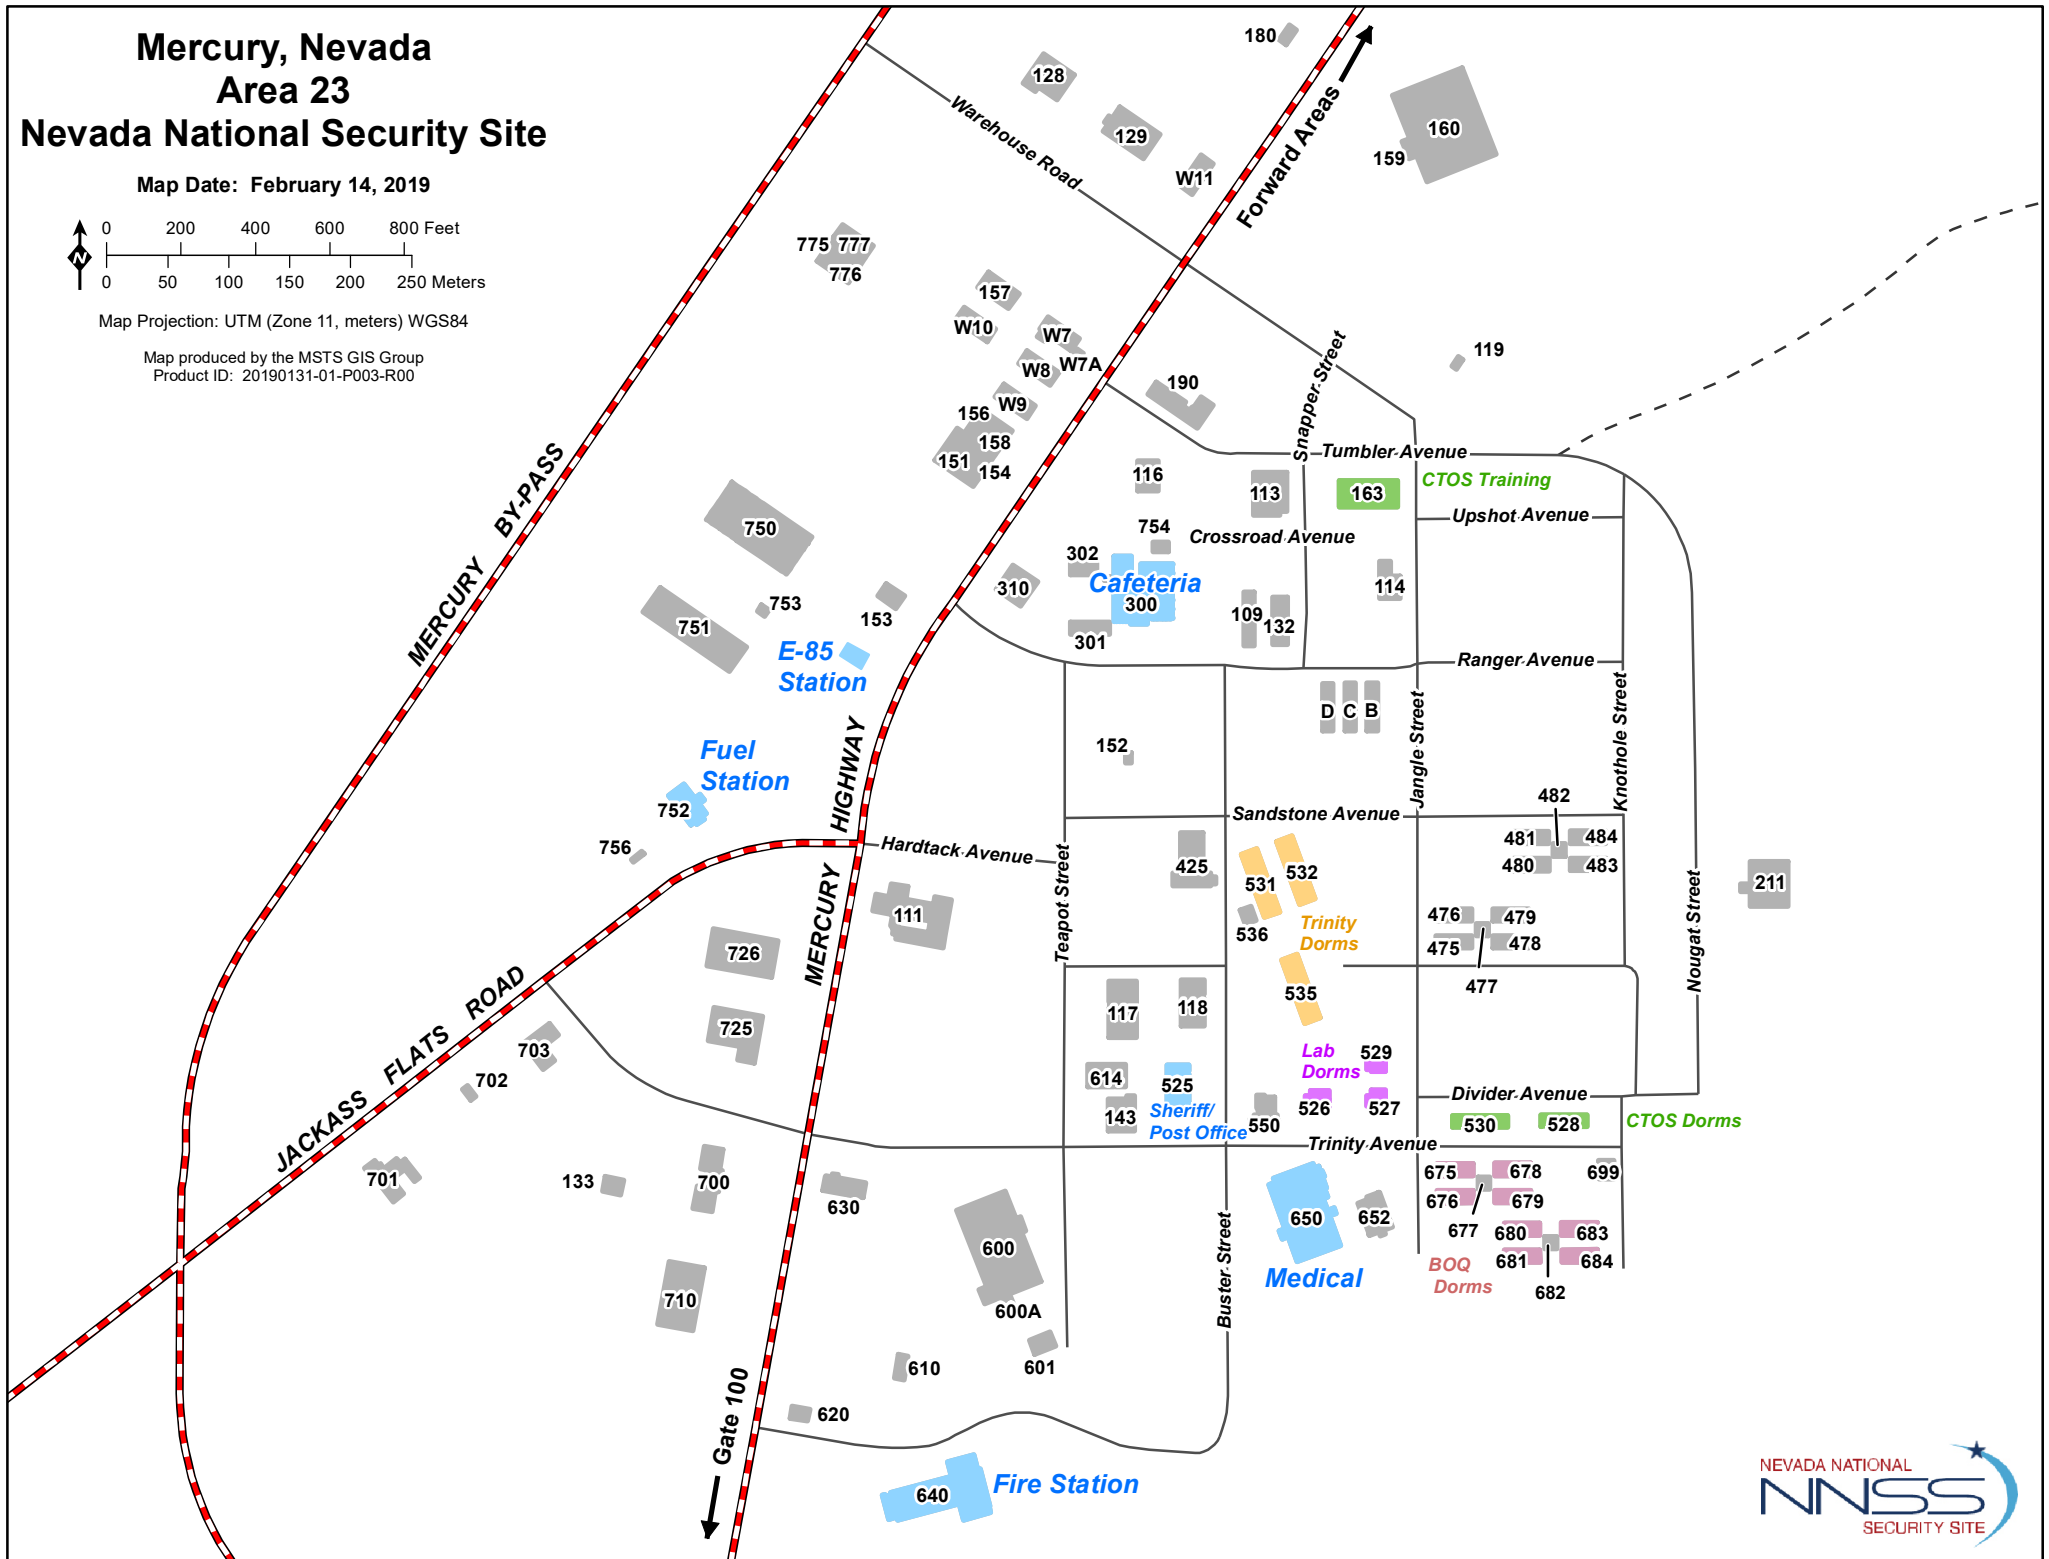 Mercury, Nevada
Area 23
Nevada National Security Site
Map Date: February 14, 2019
0 200 400 600 800 Feet
N
0 50 100 150 200 250 Meters
Map Projection: UTM (Zone 11, meters) WGS84
Map produced by the MSTS GIS Group
Product ID: 20190131-01-P003-R00
180
128
129
W11
160
159
Forward Areas
Warehouse Road
775 777
776
157
W10
W7
W7A
W8
W9
156
158
151
154
190
119
Snapper Street
Tumbler Avenue
CTOS Training
163
116
113
Upshot Avenue
Crossroad Avenue
754
302
Cafeteria
300
301
310
114
109
132
MERCURY BY-PASS
750
751
753
153
E-85
Station
Ranger Avenue
D C B
152
Jangle Street
Knothole Street
Fuel
Station
752
756
MERCURY HIGHWAY
Hardtack Avenue
Sandstone Avenue
482
481
484
480
483
425
531
532
536
Trinity
Dorms
535
476
479
475
478
477
211
Nougat Street
Teapot Street
111
726
725
JACKASS FLATS ROAD
703
702
701
117
118
614
525
143
Sheriff/
Post Office
550
Lab
Dorms
529
526
527
Divider Avenue
530
528
CTOS Dorms
Trinity Avenue
133
700
630
650
652
Medical
675
678
676
679
677
699
680
683
681
684
682
BOQ
Dorms
Buster Street
600
600A
601
710
610
620
Gate 100
640
Fire Station
NEVADA NATIONAL
NNSS
SECURITY SITE